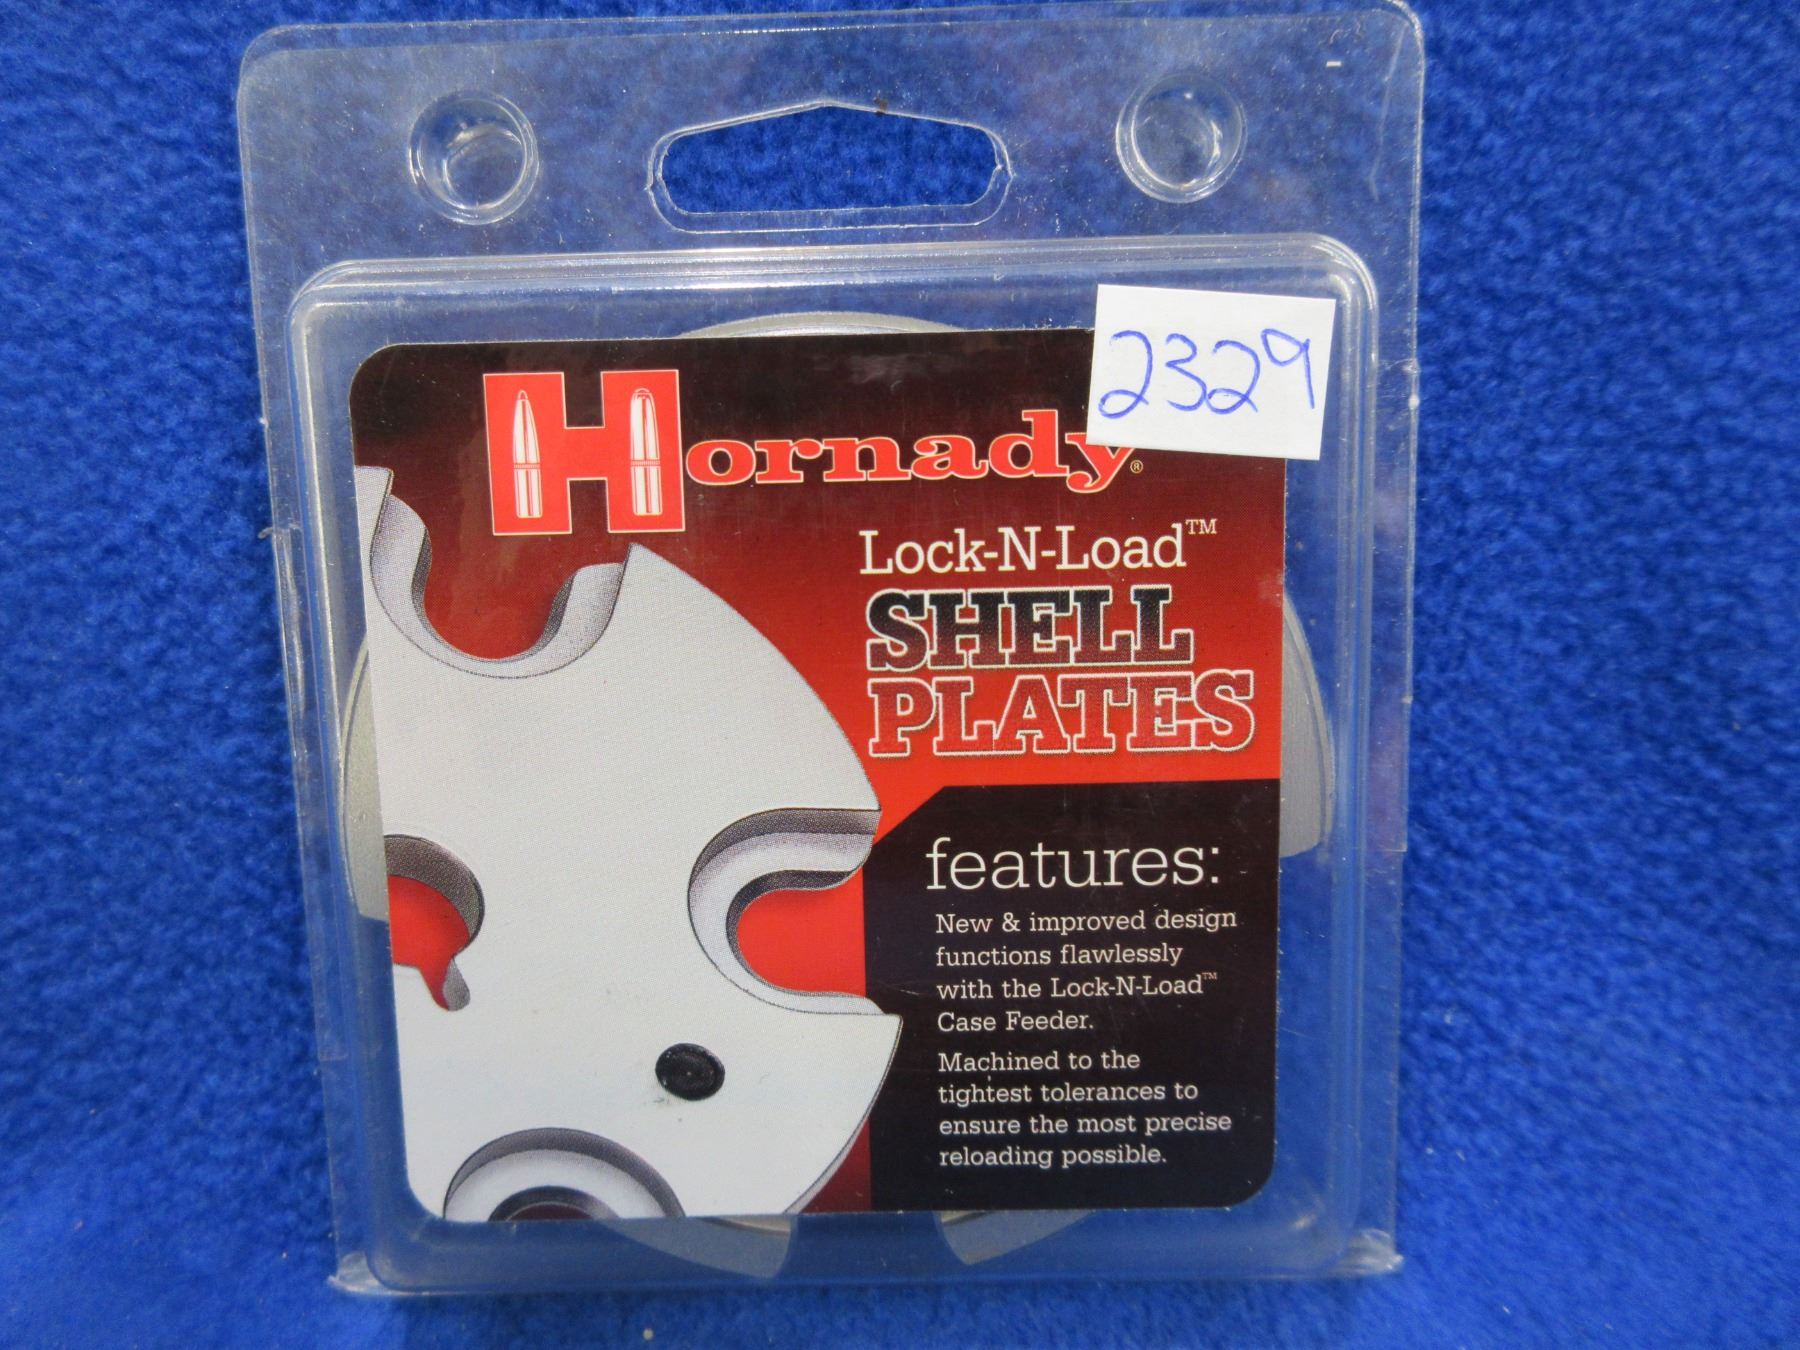 2329
Hornady®
Lock-N-Load™
SHELL
PLATES
features:
New & improved design
functions flawlessly
with the Lock-N-Load™
Case Feeder.
Machined to the
tightest tolerances to
ensure the most precise
reloading possible.